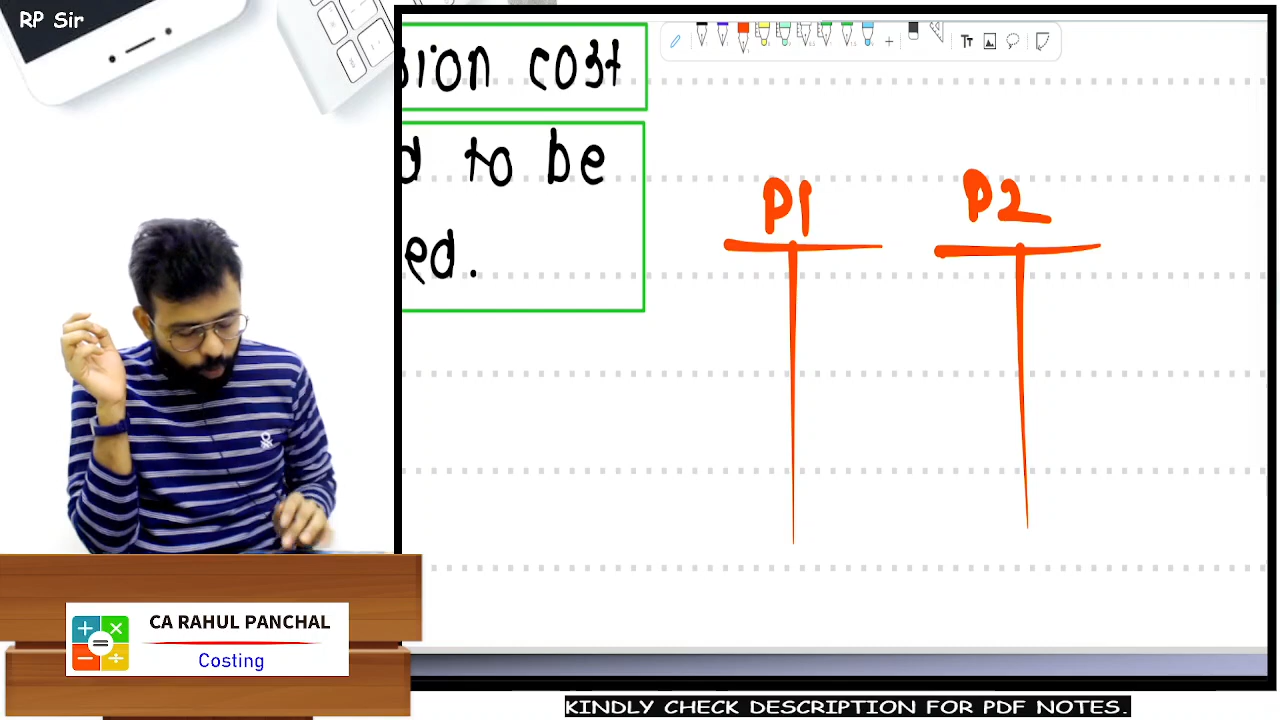 RP Sir
sion cost
d to be
ed.
P1 P2
CA RAHUL PANCHAL
Costing
KINDLY CHECK DESCRIPTION FOR PDF NOTES.